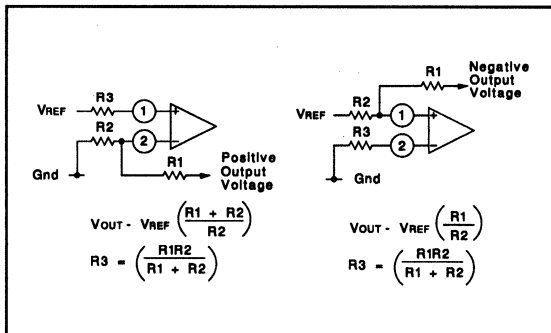 VREF R3 1 +
R2 2 −
Gnd
R1 Positive
Output
Voltage
VOUT - VREF (R1 + R2 / R2)
R3 = (R1R2 / R1 + R2)
R1 Negative
Output
Voltage
VREF R2 1 +
R3 2 −
Gnd
VOUT - VREF (R1 / R2)
R3 = (R1R2 / R1 + R2)